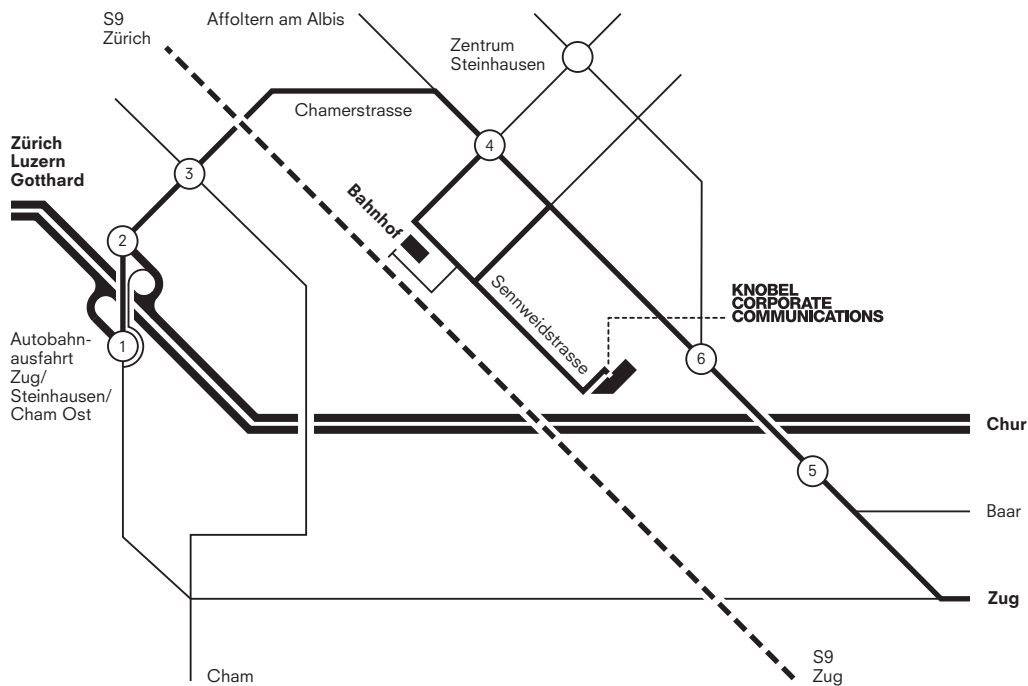 S9
Zürich
Affoltern am Albis
Zentrum
Steinhausen
Chamerstrasse
Zürich
Luzern
Gotthard
4
3
Bahnhof
2
Sennweidstrasse
KNOBEL
CORPORATE
COMMUNICATIONS
Autobahn-
ausfahrt
Zug/
Steinhausen/
Cham Ost
1
6
Chur
5
Baar
Zug
S9
Zug
Cham